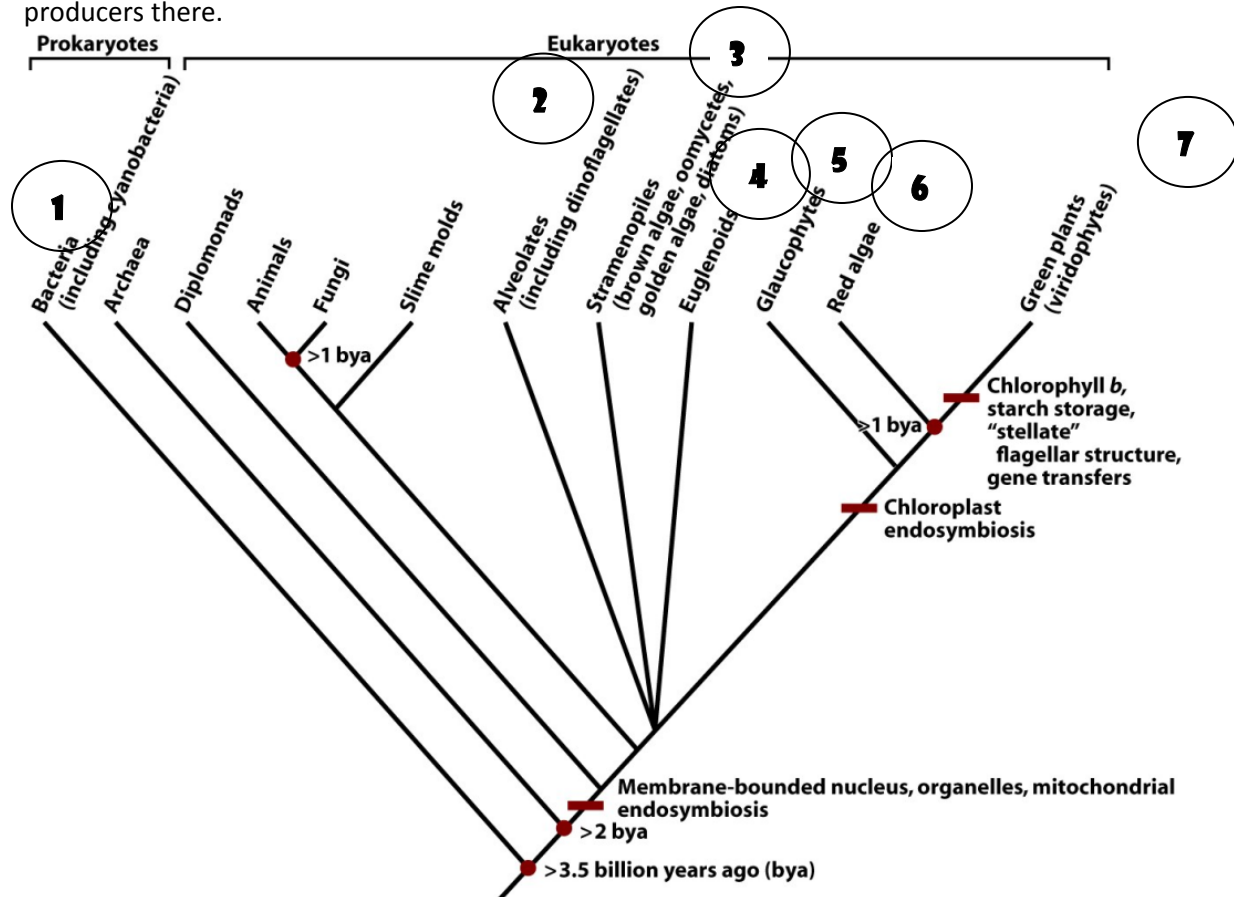 producers there.
Prokaryotes
Eukaryotes
3
2
7
5
4
6
1
Bacteria
(including cyanobacteria)
Archaea
Diplomonads
Animals
Fungi
Slime molds
Alveolates
(including dinoflagellates)
Stramenopiles
(brown algae, oomycetes,
golden algae, diatoms)
Euglenoids
Glaucophytes
Red algae
Green plants
(viridophytes)
>1 bya
Chlorophyll b,
starch storage,
“stellate”
flagellar structure,
gene transfers
>1 bya
Chloroplast
endosymbiosis
Membrane-bounded nucleus, organelles, mitochondrial
endosymbiosis
>2 bya
>3.5 billion years ago (bya)